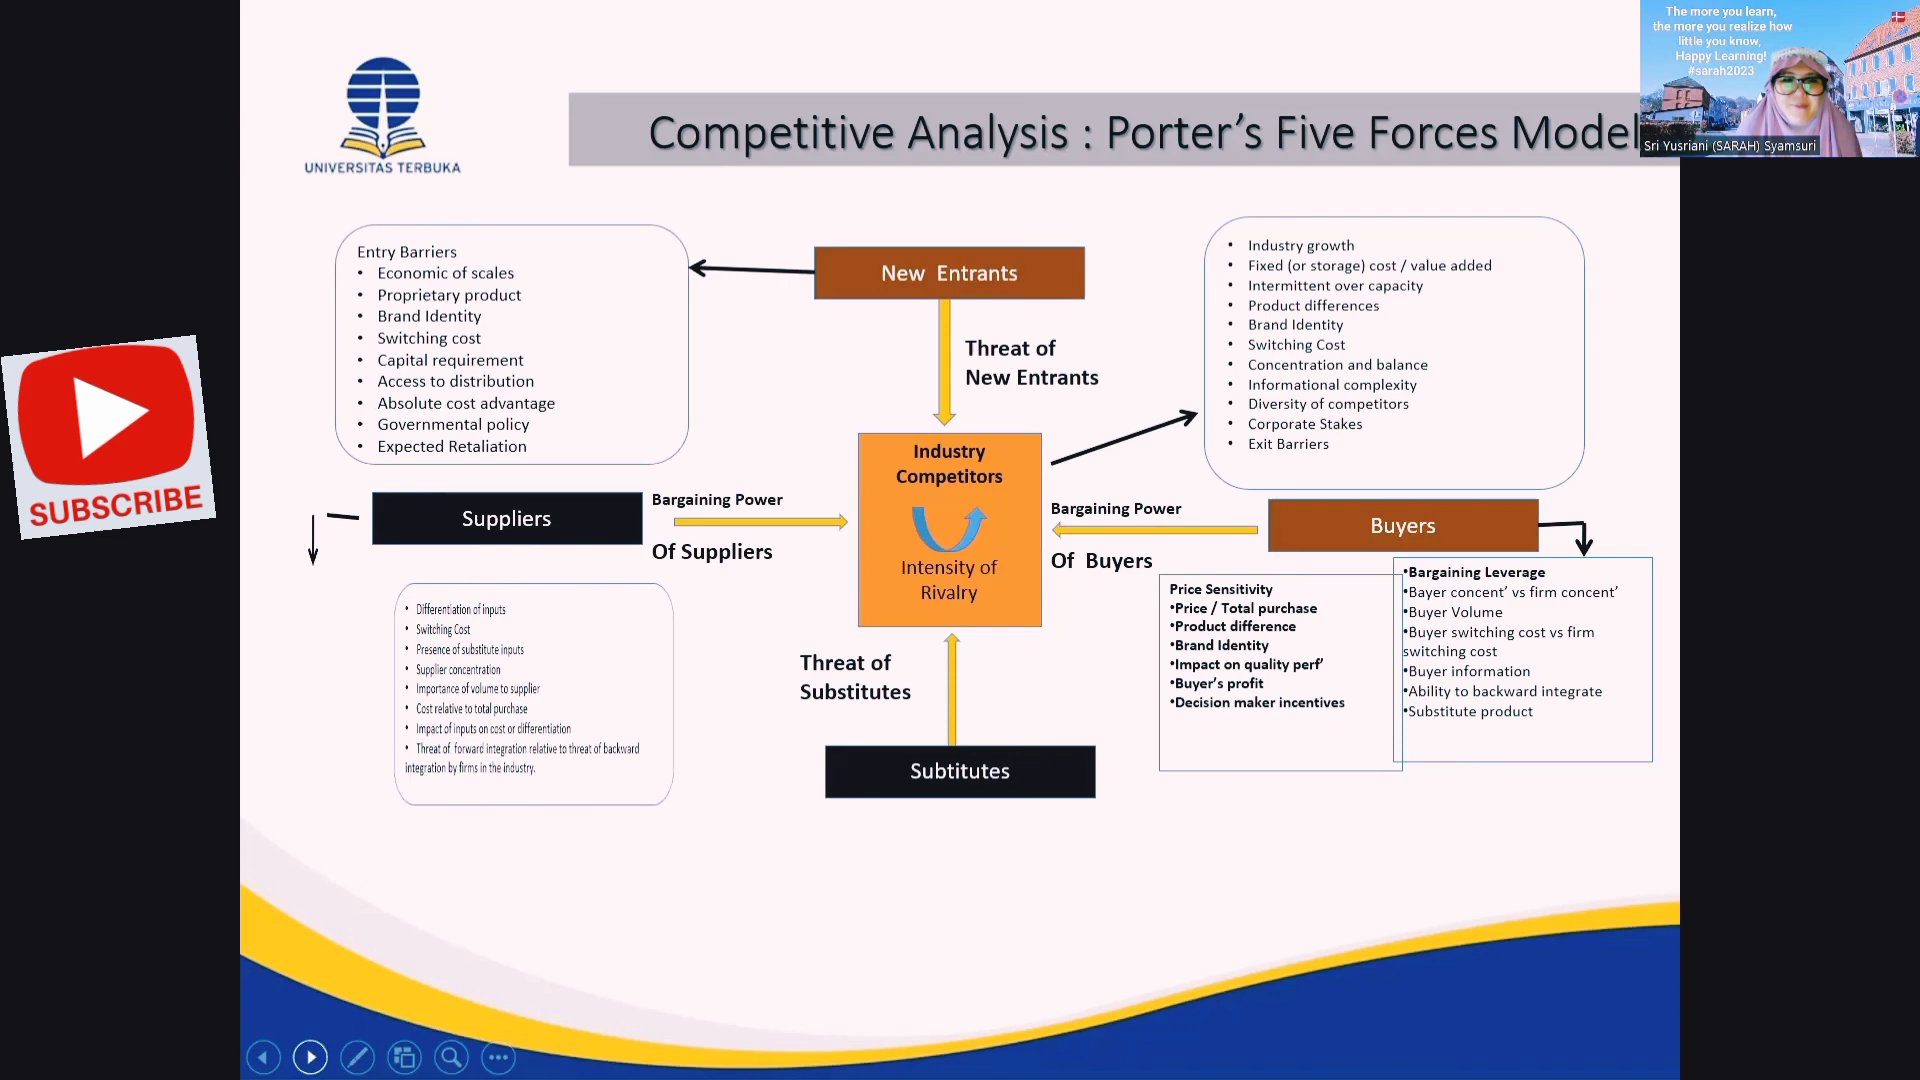 The more you learn,
the more you realize how
little you know,
Happy Learning!
#sarah2023
Sri Yusriani (SARAH) Syamsuri
UNIVERSITAS TERBUKA
Competitive Analysis : Porter’s Five Forces Model
Entry Barriers
• Economic of scales
• Proprietary product
• Brand Identity
• Switching cost
• Capital requirement
• Access to distribution
• Absolute cost advantage
• Governmental policy
• Expected Retaliation
New Entrants
Threat of
New Entrants
• Industry growth
• Fixed (or storage) cost / value added
• Intermittent over capacity
• Product differences
• Brand Identity
• Switching Cost
• Concentration and balance
• Informational complexity
• Diversity of competitors
• Corporate Stakes
• Exit Barriers
SUBSCRIBE
Suppliers
Bargaining Power
Of Suppliers
Industry
Competitors
Intensity of
Rivalry
Bargaining Power
Of Buyers
Buyers
• Differentiation of inputs
• Switching Cost
• Presence of substitute inputs
• Supplier concentration
• Importance of volume to supplier
• Cost relative to total purchase
• Impact of inputs on cost or differentiation
• Threat of forward integration relative to threat of backward
integration by firms in the industry.
Threat of
Substitutes
Subtitutes
Price Sensitivity
•Price / Total purchase
•Product difference
•Brand Identity
•Impact on quality perf’
•Buyer’s profit
•Decision maker incentives
•Bargaining Leverage
•Bayer concent’ vs firm concent’
•Buyer Volume
•Buyer switching cost vs firm
switching cost
•Buyer information
•Ability to backward integrate
•Substitute product